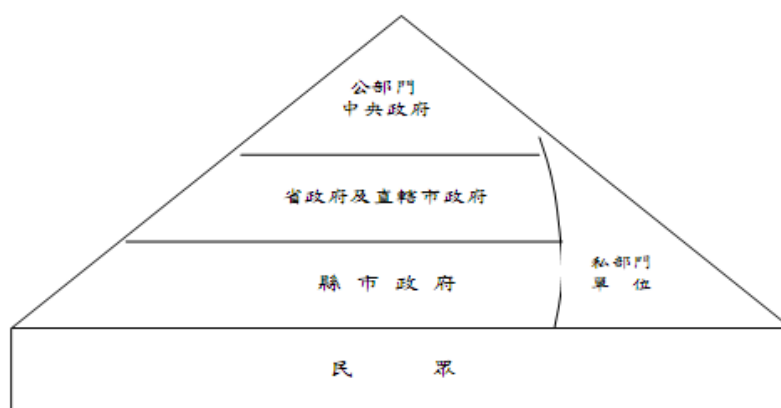 公部門
中央政府
省政府及直轄市政府
縣 市 政 府
私部門
單 位
民 眾